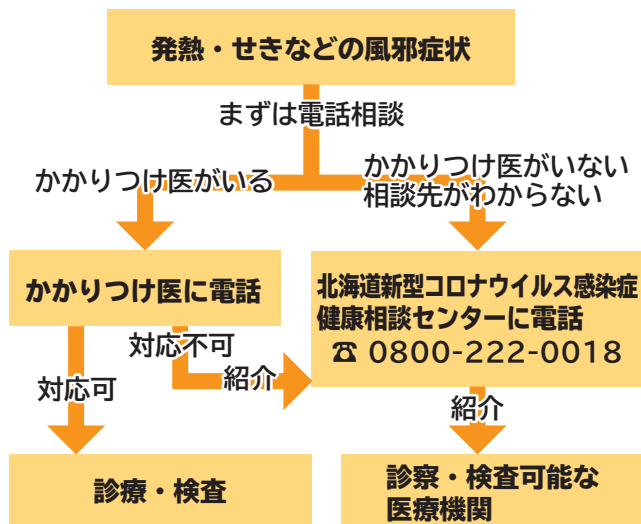 発熱・せきなどの風邪症状
まずは電話相談
かかりつけ医がいる
かかりつけ医がいない
相談先がわからない
かかりつけ医に電話
北海道新型コロナウイルス感染症
健康相談センターに電話
☎ 0800-222-0018
対応不可
紹介
対応可
紹介
診療・検査
診察・検査可能な
医療機関